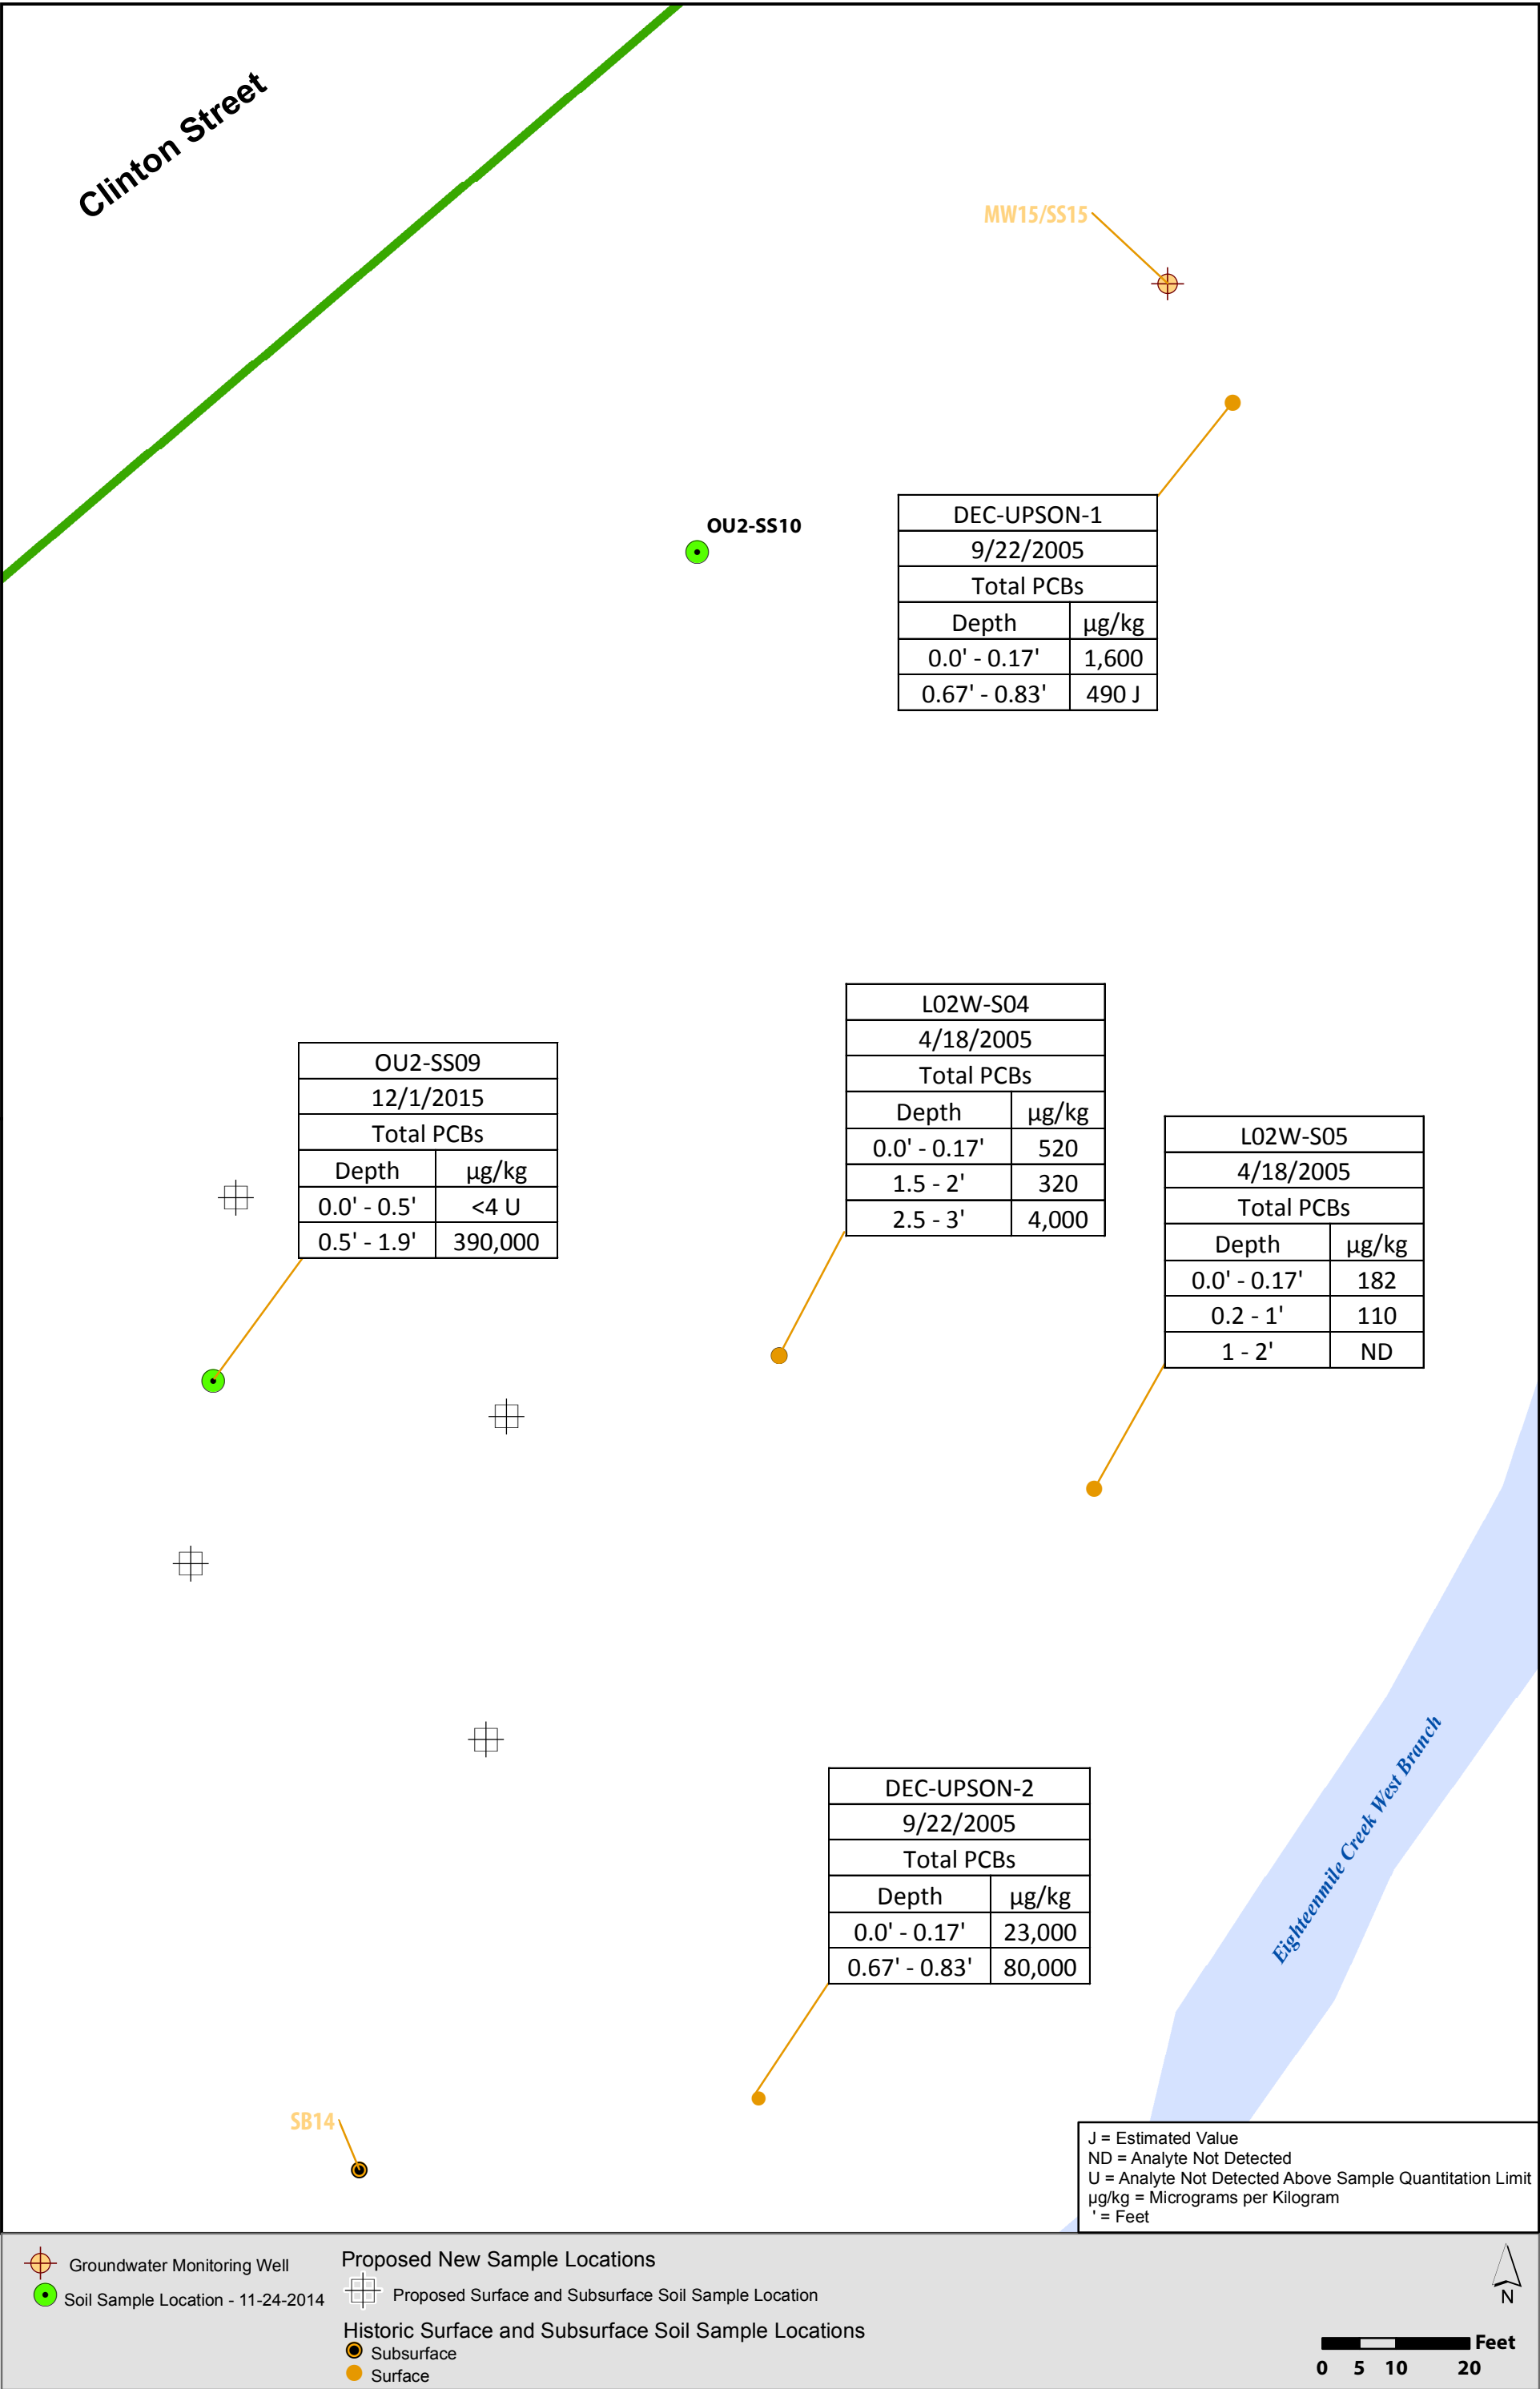 Clinton Street
MW15/SS15
OU2-SS10
DEC-UPSON-1
9/22/2005
Total PCBs
Depth µg/kg
0.0' - 0.17' 1,600
0.67' - 0.83' 490 J
L02W-S04
4/18/2005
Total PCBs
Depth µg/kg
0.0' - 0.17' 520
1.5 - 2' 320
2.5 - 3' 4,000
OU2-SS09
12/1/2015
Total PCBs
Depth µg/kg
0.0' - 0.5' <4 U
0.5' - 1.9' 390,000
L02W-S05
4/18/2005
Total PCBs
Depth µg/kg
0.0' - 0.17' 182
0.2 - 1' 110
1 - 2' ND
Eighteenmile Creek West Branch
DEC-UPSON-2
9/22/2005
Total PCBs
Depth µg/kg
0.0' - 0.17' 23,000
0.67' - 0.83' 80,000
SB14
J = Estimated Value
ND = Analyte Not Detected
U = Analyte Not Detected Above Sample Quantitation Limit
µg/kg = Micrograms per Kilogram
' = Feet
Groundwater Monitoring Well
Soil Sample Location - 11-24-2014
Proposed New Sample Locations
Proposed Surface and Subsurface Soil Sample Location
Historic Surface and Subsurface Soil Sample Locations
Subsurface
Surface
N
Feet
0 5 10 20